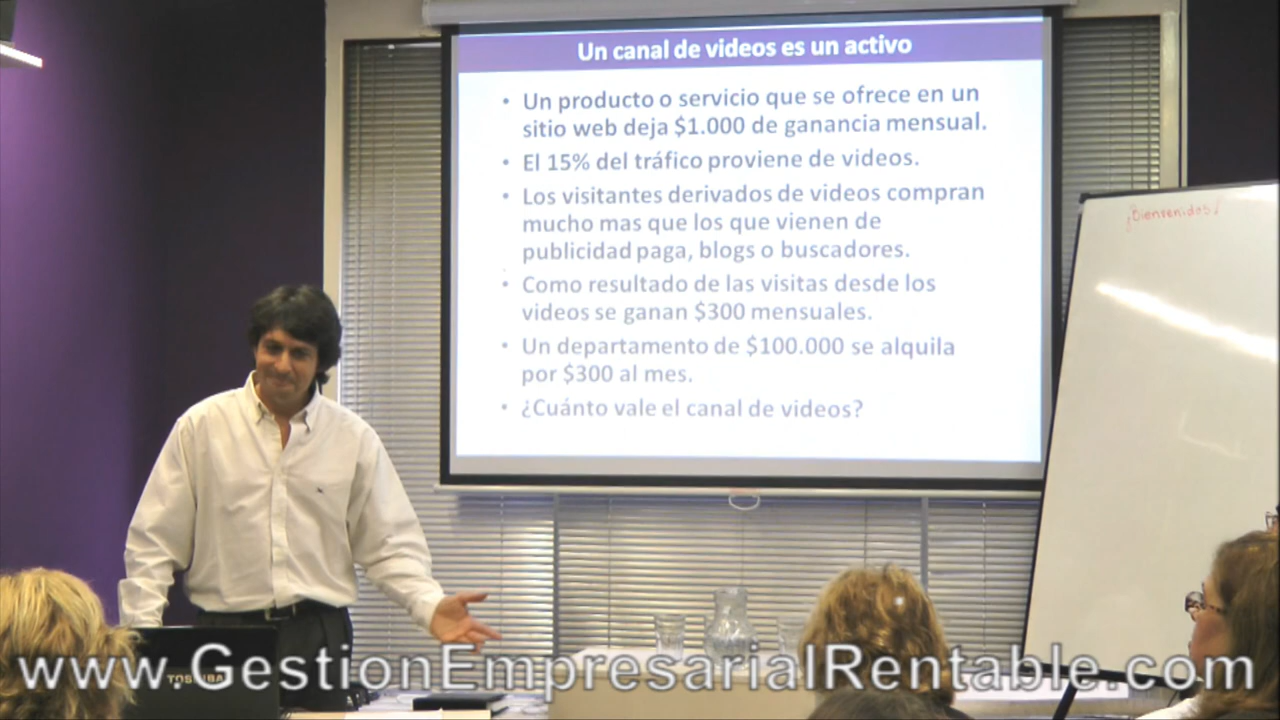 Un canal de videos es un activo
• Un producto o servicio que se ofrece en un
sitio web deja $1.000 de ganancia mensual.
• El 15% del tráfico proviene de videos.
• Los visitantes derivados de videos compran
mucho mas que los que vienen de
publicidad paga, blogs o buscadores.
• Como resultado de las visitas desde los
videos se ganan $300 mensuales.
• Un departamento de $100.000 se alquila
por $300 al mes.
• ¿Cuánto vale el canal de videos?
¡Bienvenidos!
TOSHIBA
www.GestionEmpresarialRentable.com